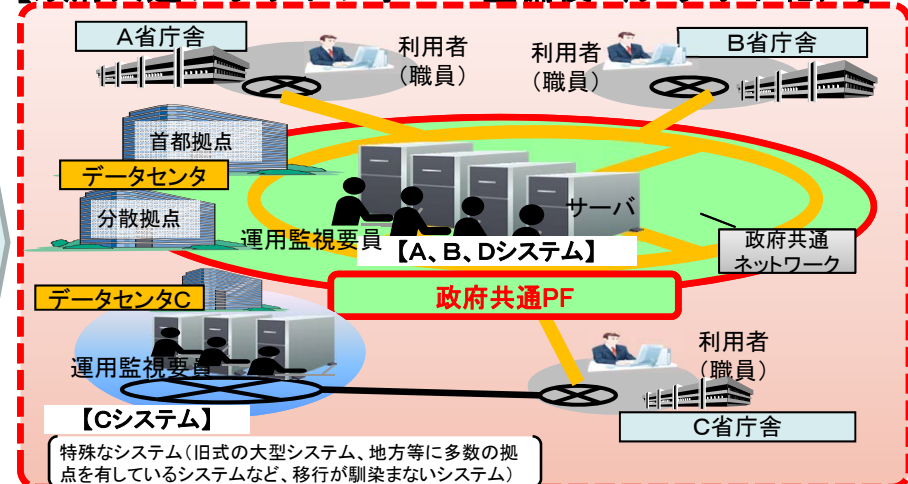 A省庁舎
利用者
(職員)
利用者
(職員)
B省庁舎
首都拠点
データセンタ
分散拠点
運用監視要員
サーバ
【A、B、Dシステム】
政府共通
ネットワーク
政府共通PF
データセンタC
運用監視要員
利用者
(職員)
【Cシステム】
C省庁舎
特殊なシステム(旧式の大型システム、地方等に多数の拠
点を有しているシステムなど、移行が馴染まないシステム)